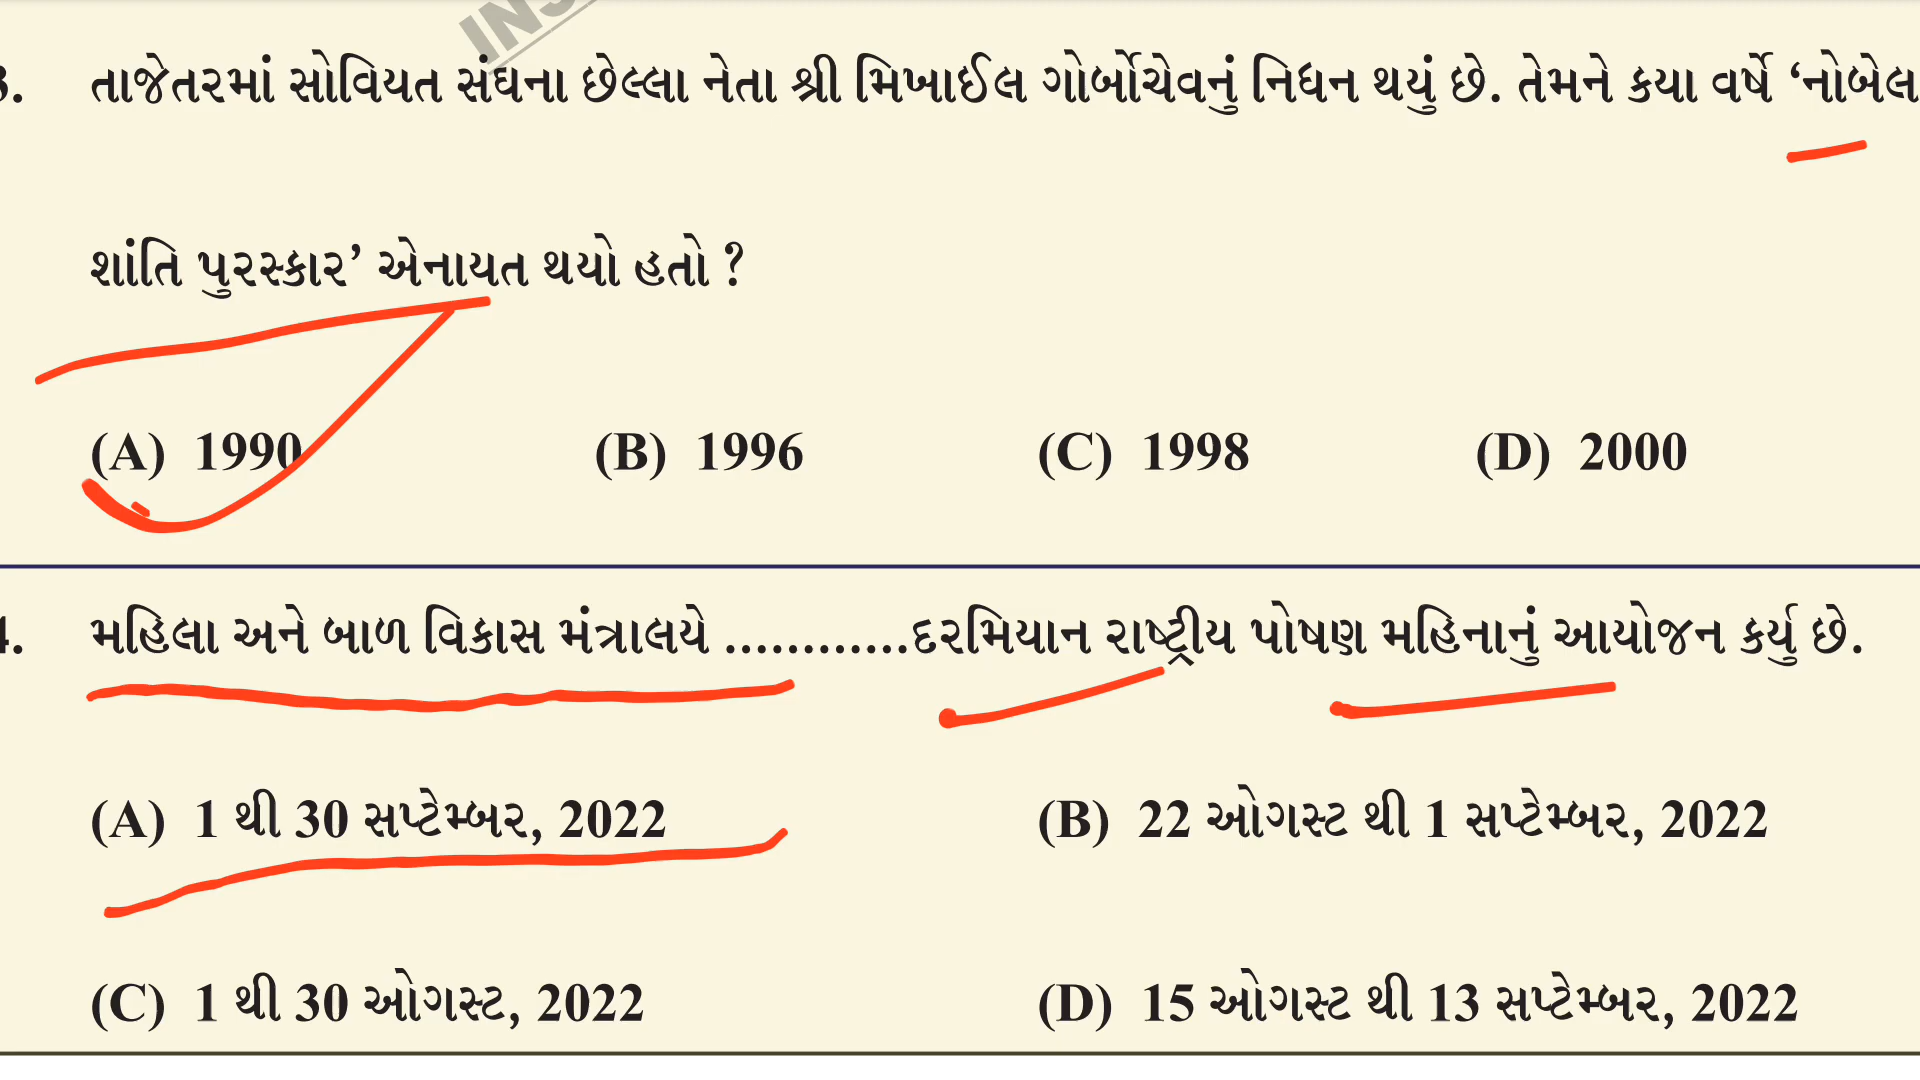 INS
3. તાજેતરમાં સોવિયત સંઘના છેલ્લા નેતા શ્રી મિખાઈલ ગોર્બોચેવનું નિધન થયું છે. તેમને કયા વર્ષે ‘નોબેલ
શાંતિ પુરસ્કાર’ એનાયત થયો હતો ?
(A) 1990 (B) 1996 (C) 1998 (D) 2000
4. મહિલા અને બાળ વિકાસ મંત્રાલયે ............દરમિયાન રાષ્ટ્રીય પોષણ મહિનાનું આયોજન કર્યુ છે.
(A) 1 થી 30 સપ્ટેમ્બર, 2022 (B) 22 ઓગસ્ટ થી 1 સપ્ટેમ્બર, 2022
(C) 1 થી 30 ઓગસ્ટ, 2022 (D) 15 ઓગસ્ટ થી 13 સપ્ટેમ્બર, 2022